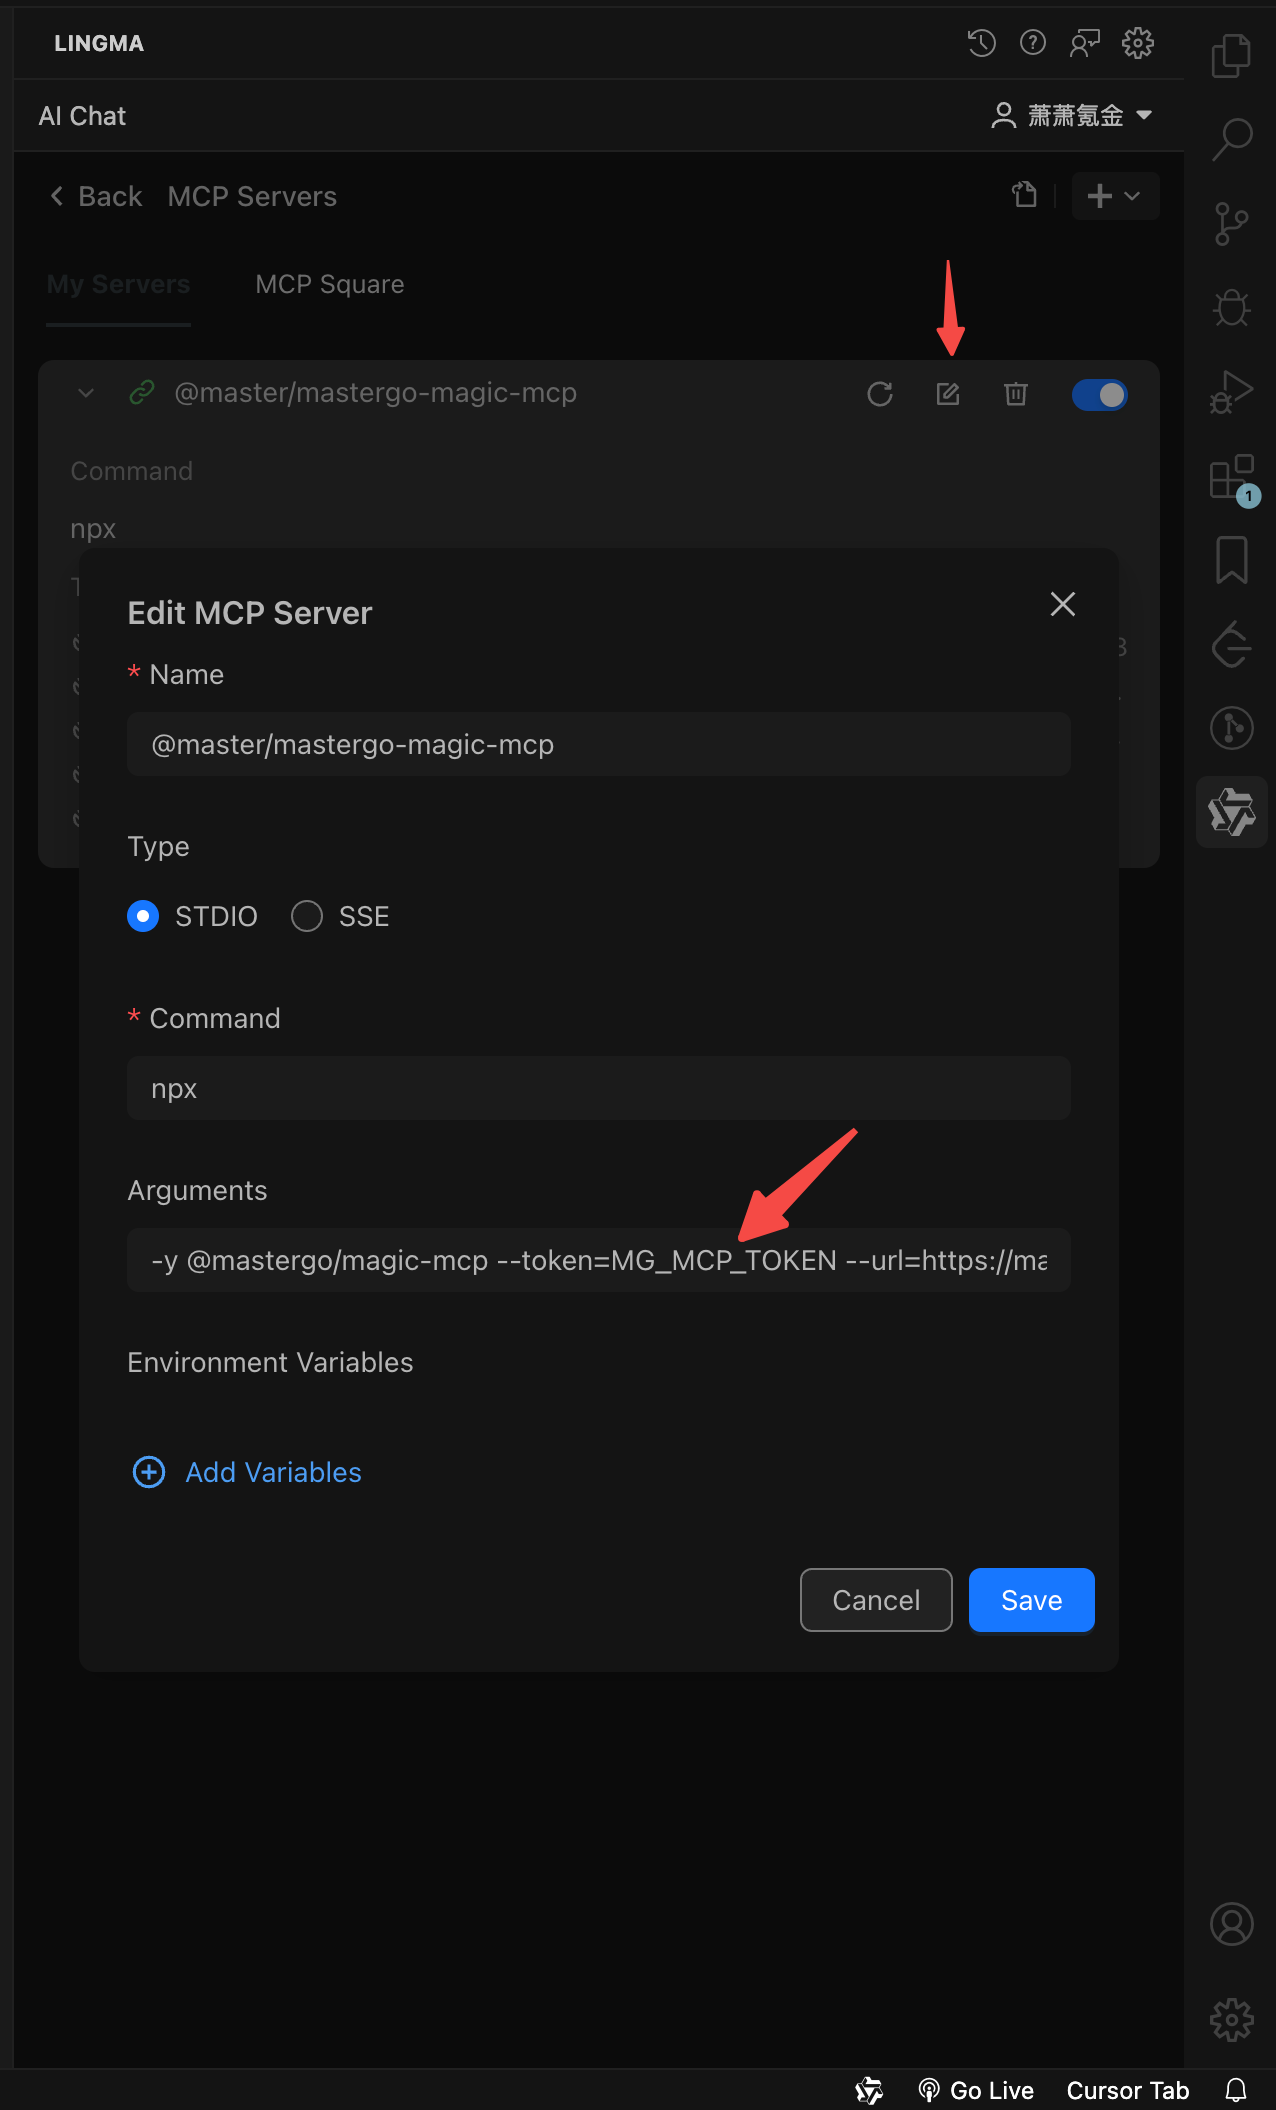 LINGMA
AI Chat
萧萧氪金
Back MCP Servers
My Servers MCP Square
@master/mastergo-magic-mcp
Command
npx
Edit MCP Server
* Name
@master/mastergo-magic-mcp
Type
STDIO SSE
* Command
npx
Arguments
-y @mastergo/magic-mcp --token=MG_MCP_TOKEN --url=https://ma
Environment Variables
Add Variables
Cancel Save
1
Go Live Cursor Tab